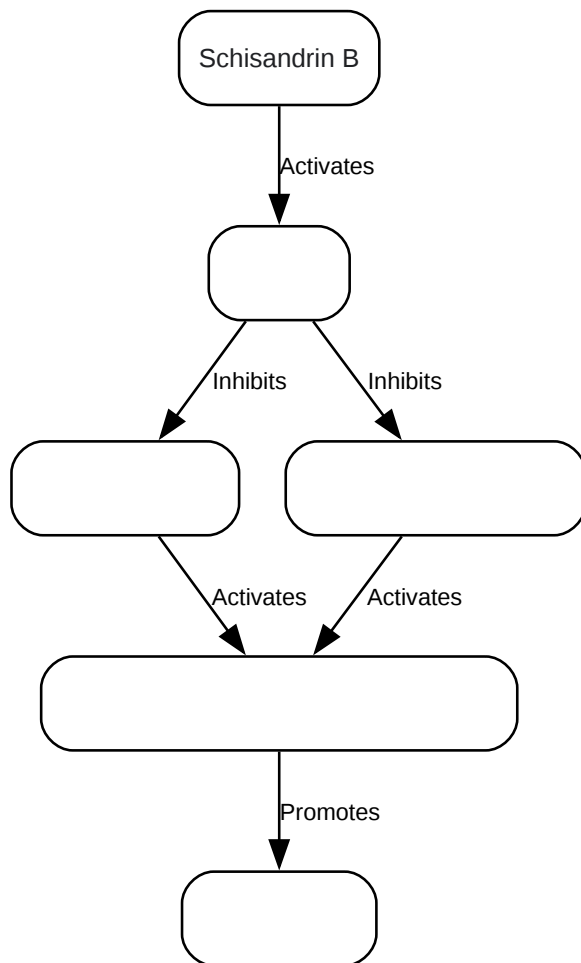 Schisandrin B
Activates
Inhibits
Inhibits
Activates
Activates
Promotes